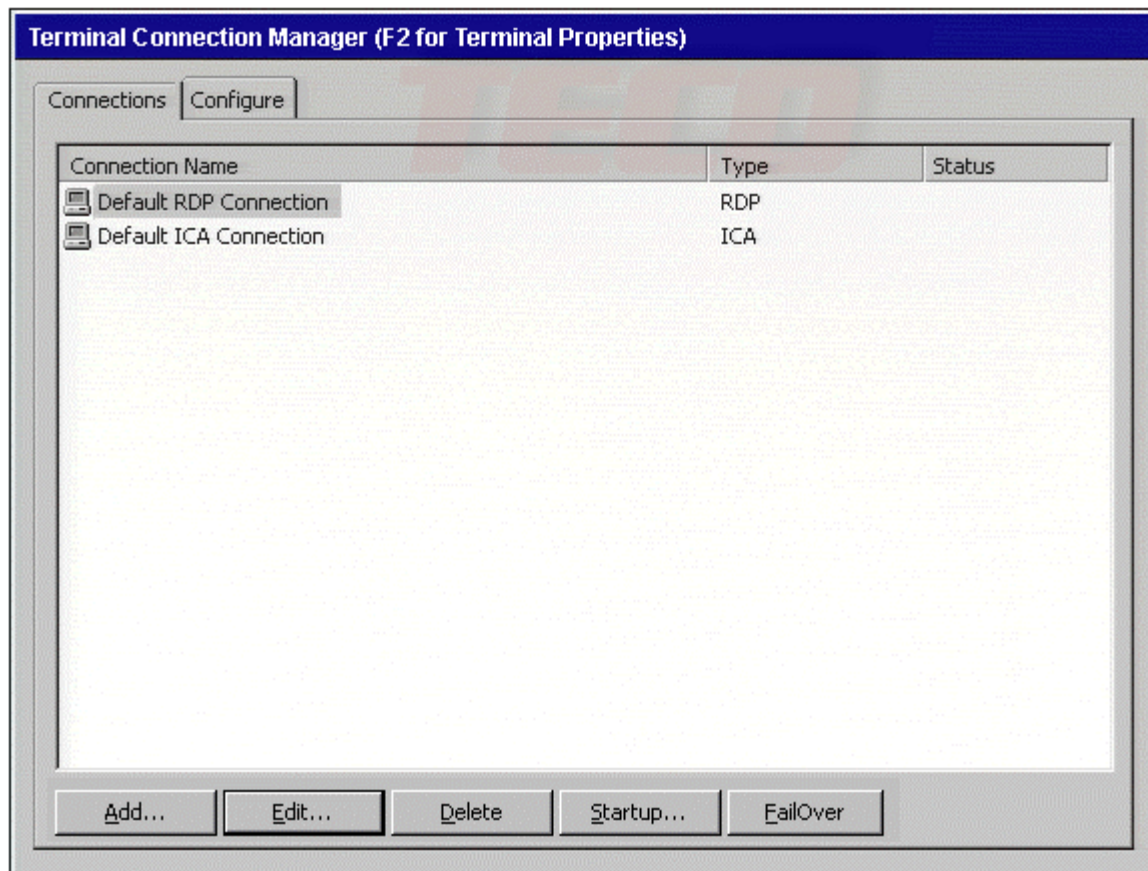 Terminal Connection Manager (F2 for Terminal Properties)
TECO
Connections Configure
Connection Name Type Status
Default RDP Connection RDP
Default ICA Connection ICA
Add... Edit... Delete Startup... FailOver